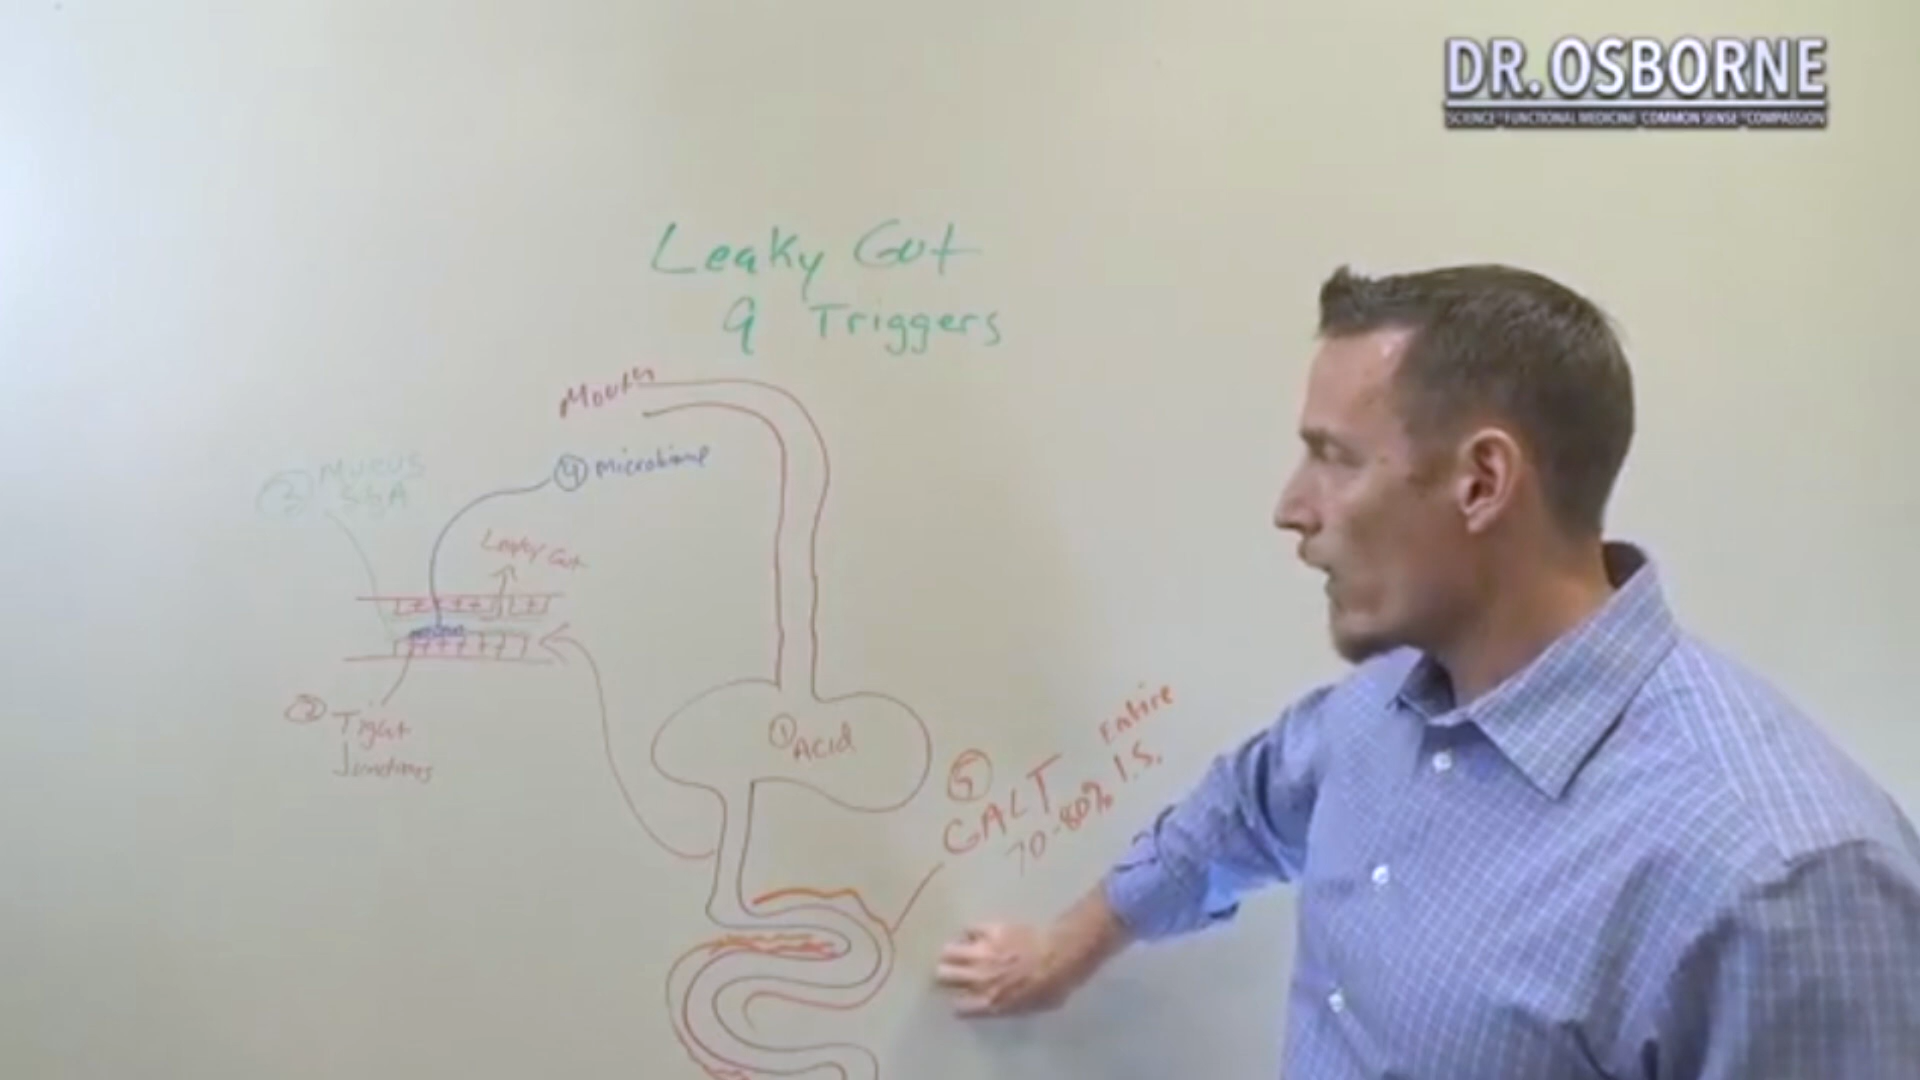 DR. OSBORNE
SCIENCE * FUNCTIONAL MEDICINE * COMMON SENSE * COMPASSION
Leaky Gut
9 Triggers
Mouth
④ Microbiome
③ Mucus
SIgA
Leaky Gut
② Tight
Junctions
① Acid
⑤ GALT
70-80% Entire I.S.